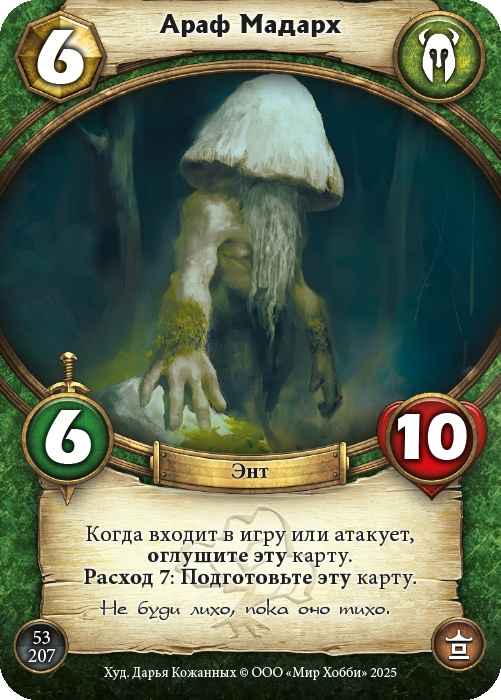 6
Араф Мадарх
6
10
Энт
Когда входит в игру или атакует,
оглушите эту карту.
Расход 7: Подготовьте эту карту.
Не буди лихо, пока оно тихо.
53
207
Худ. Дарья Кожанных © ООО «Мир Хобби» 2025